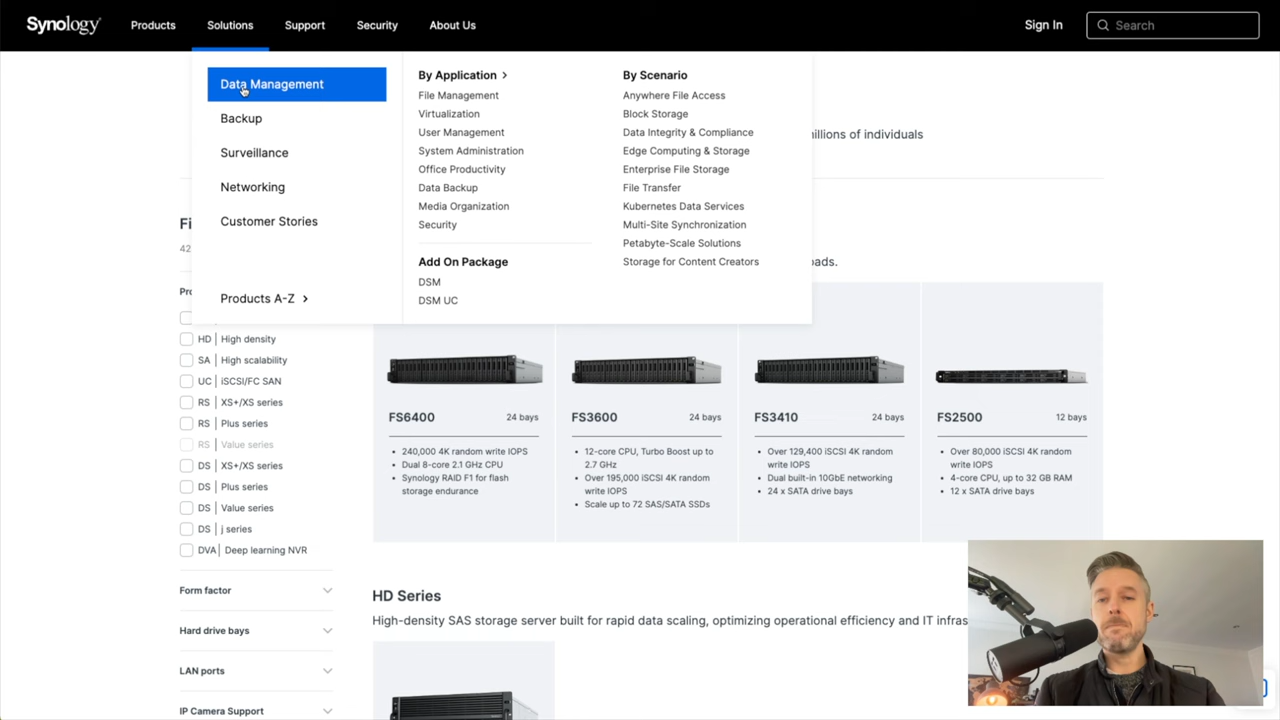 Synology
Products
Solutions
Support
Security
About Us
Sign In
Search
Data Management
Backup
Surveillance
Networking
Customer Stories
Products A-Z
By Application
File Management
Virtualization
User Management
System Administration
Office Productivity
Data Backup
Media Organization
Security
Add On Package
DSM
DSM UC
By Scenario
Anywhere File Access
Block Storage
Data Integrity & Compliance
Edge Computing & Storage
Enterprise File Storage
File Transfer
Kubernetes Data Services
Multi-Site Synchronization
Petabyte-Scale Solutions
Storage for Content Creators
of individuals
HD | High density
SA | High scalability
UC | iSCSI/FC SAN
RS | XS+/XS series
RS | Plus series
RS | Value series
DS | XS+/XS series
DS | Plus series
DS | Value series
DS | j series
DVA | Deep learning NVR
Form factor
Hard drive bays
LAN ports
IP Camera Support
FS6400
24 bays
• 240,000 4K random write IOPS
• Dual 8-core 2.1 GHz CPU
• Synology RAID F1 for flash
storage endurance
FS3600
24 bays
• 12-core CPU, Turbo Boost up to
2.7 GHz
• Over 195,000 iSCSI 4K random
write IOPS
• Scale up to 72 SAS/SATA SSDs
FS3410
24 bays
• Over 129,400 iSCSI 4K random
write IOPS
• Dual built-in 10GbE networking
• 24 x SATA drive bays
FS2500
12 bays
• Over 80,000 iSCSI 4K random
write IOPS
• 4-core CPU, up to 32 GB RAM
• 12 x SATA drive bays
HD Series
High-density SAS storage server built for rapid data scaling, optimizing operational efficiency and IT